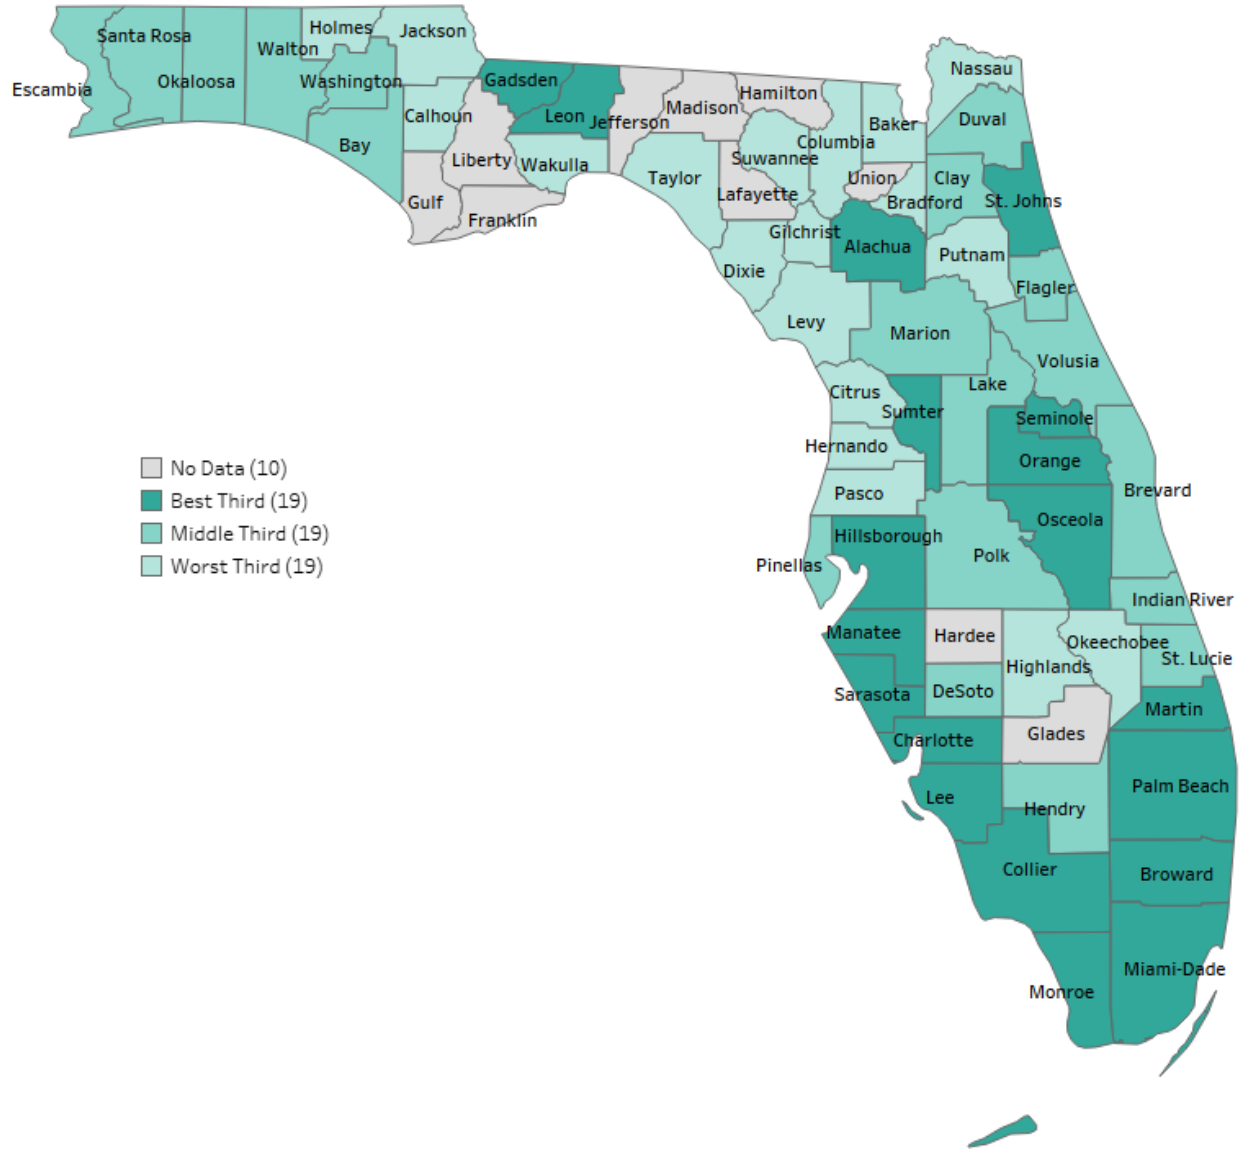 Holmes
Jackson
Santa Rosa
Walton
Nassau
Escambia
Okaloosa
Washington
Gadsden
Hamilton
Madison
Calhoun
Leon
Jefferson
Baker
Duval
Bay
Liberty
Wakulla
Columbia
Suwannee
Taylor
Lafayette
Union
Clay
Gulf
Franklin
Bradford
St. Johns
Gilchrist
Alachua
Putnam
Dixie
Flagler
Levy
Marion
Volusia
Citrus
Lake
Sumter
Seminole
Hernando
Orange
No Data (10)
Pasco
Brevard
Best Third (19)
Osceola
Middle Third (19)
Hillsborough
Polk
Worst Third (19)
Pinellas
Indian River
Manatee
Hardee
Okeechobee
St. Lucie
Highlands
Sarasota
DeSoto
Martin
Charlotte
Glades
Palm Beach
Lee
Hendry
Collier
Broward
Miami-Dade
Monroe